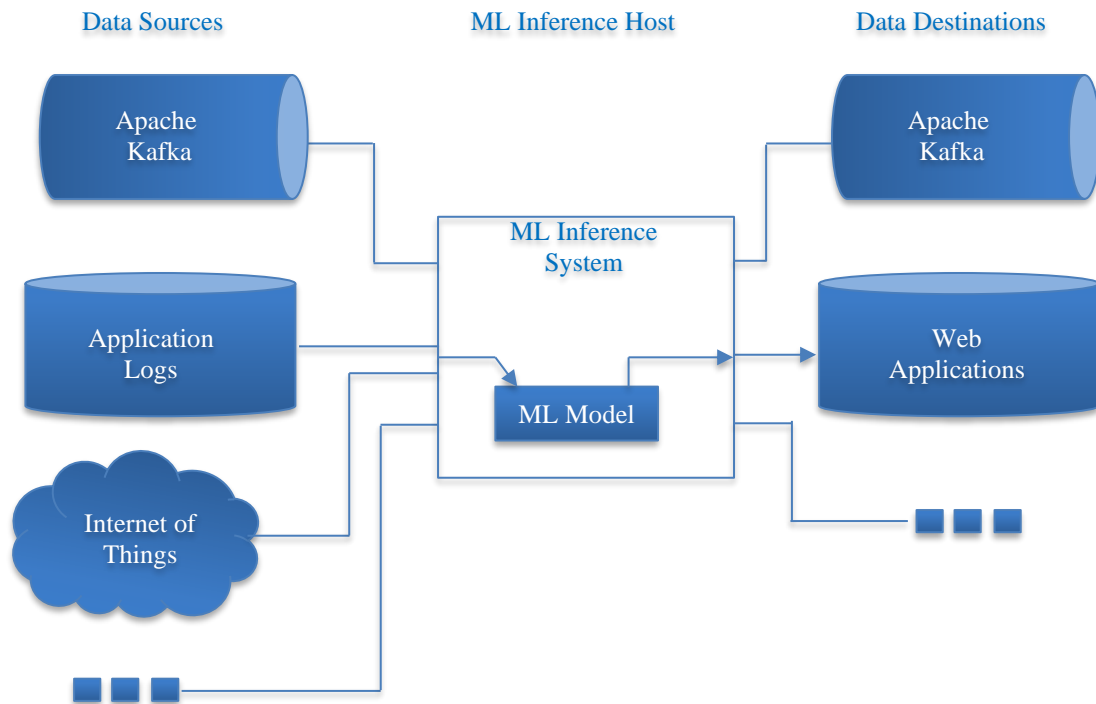 Data Sources
ML Inference Host
Data Destinations
Apache
Kafka
Apache
Kafka
ML Inference
System
Application
Logs
Web
Applications
ML Model
Internet of
Things